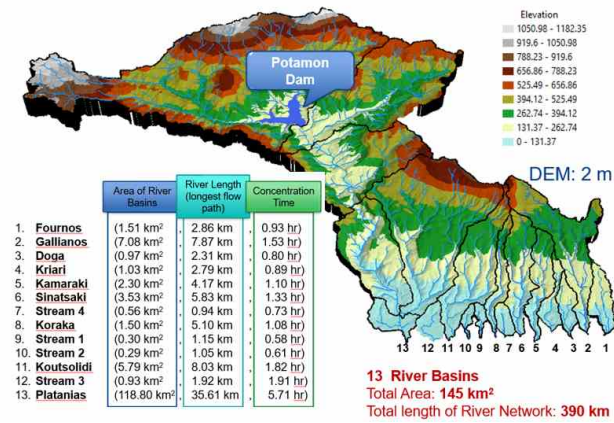 Elevation
1050.98 - 1182.35
919.6 - 1050.98
788.23 - 919.6
656.86 - 788.23
525.49 - 656.86
394.12 - 525.49
262.74 - 394.12
131.37 - 262.74
0 - 131.37
Potamon
Dam
DEM: 2 m
Area of River Basins River Length (longest flow path) Concentration Time
1. Fournos (1.51 km² , 2.86 km , 0.93 hr)
2. Gallianos (7.08 km² , 7.87 km , 1.53 hr)
3. Doga (0.97 km² , 2.31 km , 0.80 hr)
4. Kriari (1.03 km² , 2.79 km , 0.89 hr)
5. Kamaraki (2.30 km² , 4.17 km , 1.10 hr)
6. Sinatsaki (3.53 km² , 5.83 km , 1.33 hr)
7. Stream 4 (0.56 km² , 0.94 km , 0.73 hr)
8. Koraka (1.50 km² , 5.10 km , 1.08 hr)
9. Stream 1 (0.30 km² , 1.15 km , 0.58 hr)
10. Stream 2 (0.29 km² , 1.05 km , 0.61 hr)
11. Koutsolidi (5.79 km² , 8.03 km , 1.82 hr)
12. Stream 3 (0.93 km² , 1.92 km , 1.91 hr)
13. Platanias (118.80 km² , 35.61 km , 5.71 hr)
13 12 11 10 9 8 7 6 5 4 3 2 1
13 River Basins
Total Area: 145 km²
Total length of River Network: 390 km